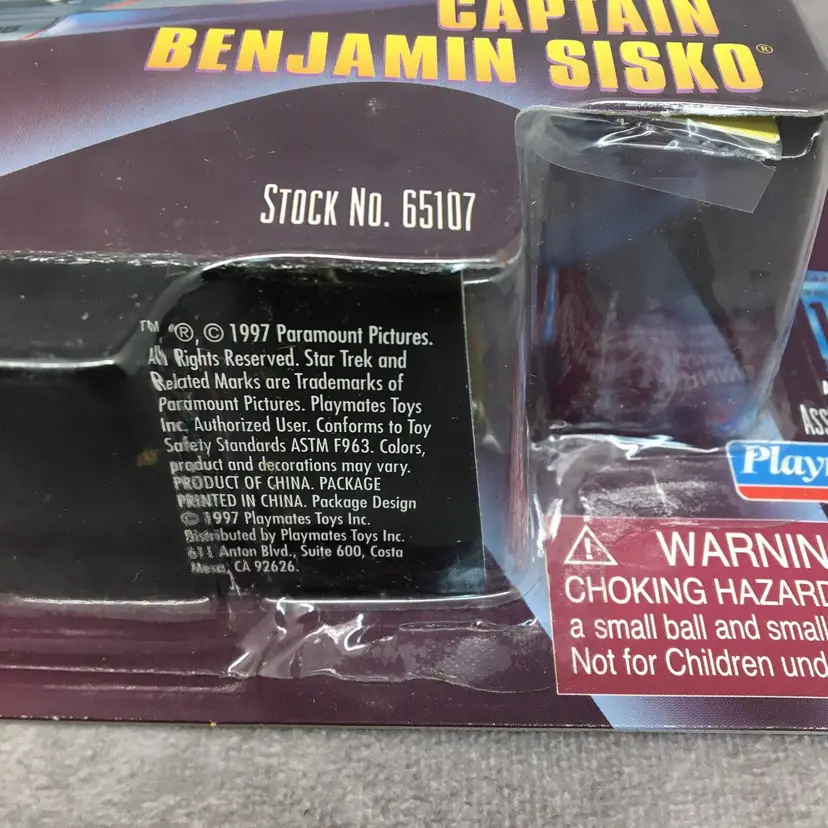 CAPTAIN
BENJAMIN SISKO®
STOCK NO. 65107
™ ®, © 1997 Paramount Pictures.
All Rights Reserved. Star Trek and
Related Marks are Trademarks of
Paramount Pictures. Playmates Toys
Inc. Authorized User. Conforms to Toy
Safety Standards ASTM F963. Colors,
product and decorations may vary.
PRODUCT OF CHINA. PACKAGE
PRINTED IN CHINA. Package Design
© 1997 Playmates Toys Inc.
Distributed by Playmates Toys Inc.
611 Anton Blvd., Suite 600, Costa
Mesa, CA 92626.
ASS
Play
WARNIN
CHOKING HAZARD
a small ball and small
Not for Children und